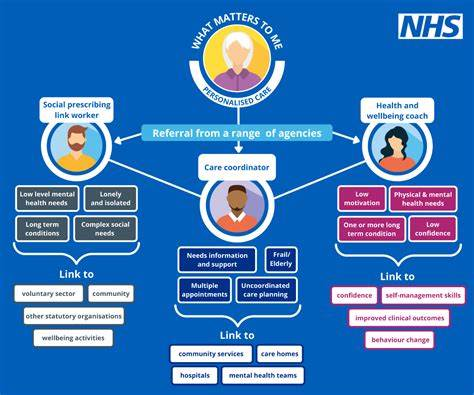 NHS
WHAT MATTERS TO ME
PERSONALISED CARE
Social prescribing
link worker
Health and
wellbeing coach
Referral from a range of agencies
Care coordinator
Low level mental
health needs
Lonely
and isolated
Long term
conditions
Complex social
needs
Link to
voluntary sector
community
other statutory organisations
wellbeing activities
Needs information
and support
Frail/
Elderly
Multiple
appointments
Uncoordinated
care planning
Link to
community services
care homes
hospitals
mental health teams
Low
motivation
Physical & mental
health needs
One or more long
term condition
Low
confidence
Link to
confidence
self-management skills
improved clinical outcomes
behaviour change